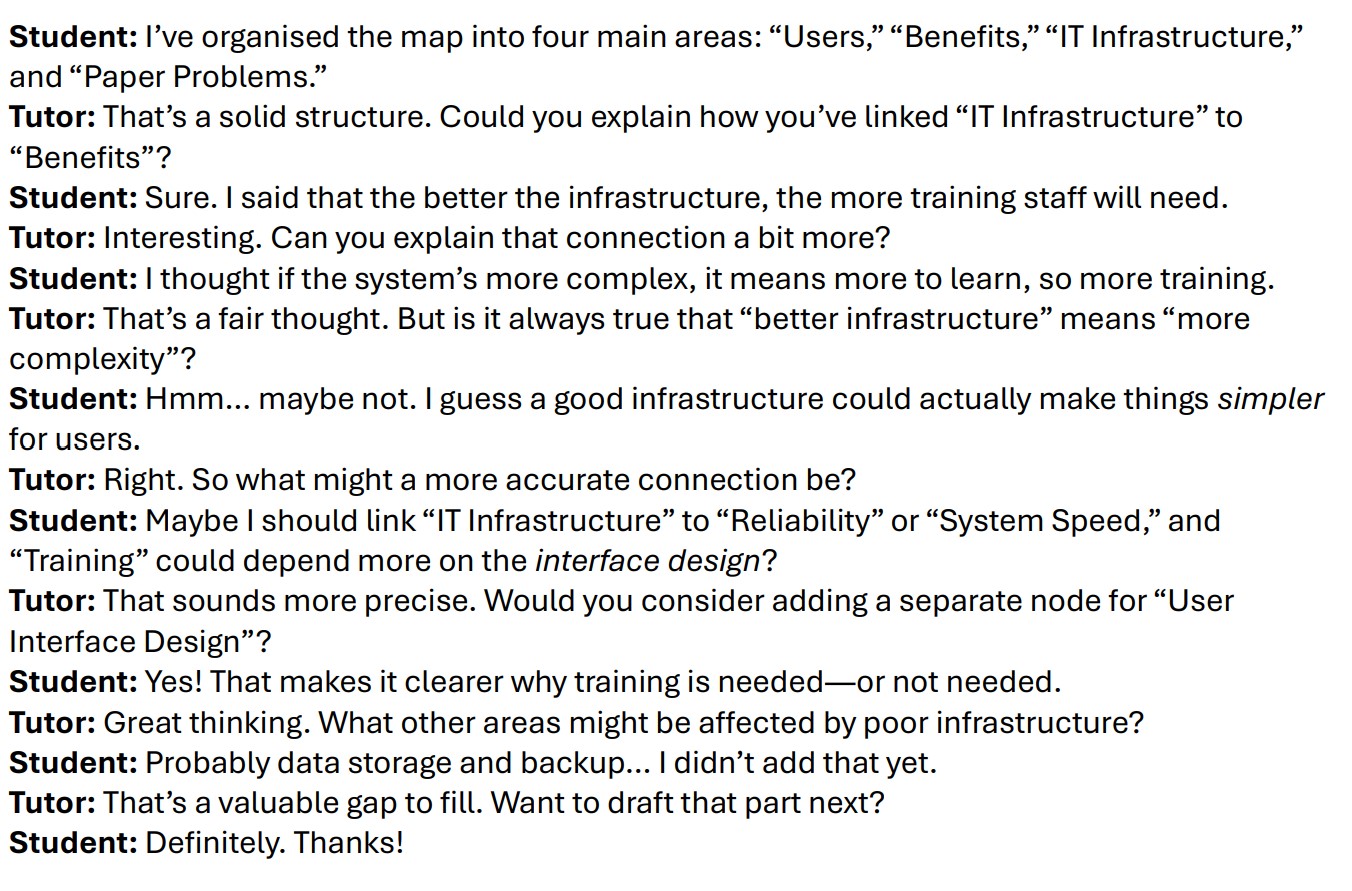 Student: I’ve organised the map into four main areas: “Users,” “Benefits,” “IT Infrastructure,”
and “Paper Problems.”
Tutor: That’s a solid structure. Could you explain how you’ve linked “IT Infrastructure” to
“Benefits”?
Student: Sure. I said that the better the infrastructure, the more training staff will need.
Tutor: Interesting. Can you explain that connection a bit more?
Student: I thought if the system’s more complex, it means more to learn, so more training.
Tutor: That’s a fair thought. But is it always true that “better infrastructure” means “more
complexity”?
Student: Hmm… maybe not. I guess a good infrastructure could actually make things simpler
for users.
Tutor: Right. So what might a more accurate connection be?
Student: Maybe I should link “IT Infrastructure” to “Reliability” or “System Speed,” and
“Training” could depend more on the interface design?
Tutor: That sounds more precise. Would you consider adding a separate node for “User
Interface Design”?
Student: Yes! That makes it clearer why training is needed—or not needed.
Tutor: Great thinking. What other areas might be affected by poor infrastructure?
Student: Probably data storage and backup… I didn’t add that yet.
Tutor: That’s a valuable gap to fill. Want to draft that part next?
Student: Definitely. Thanks!